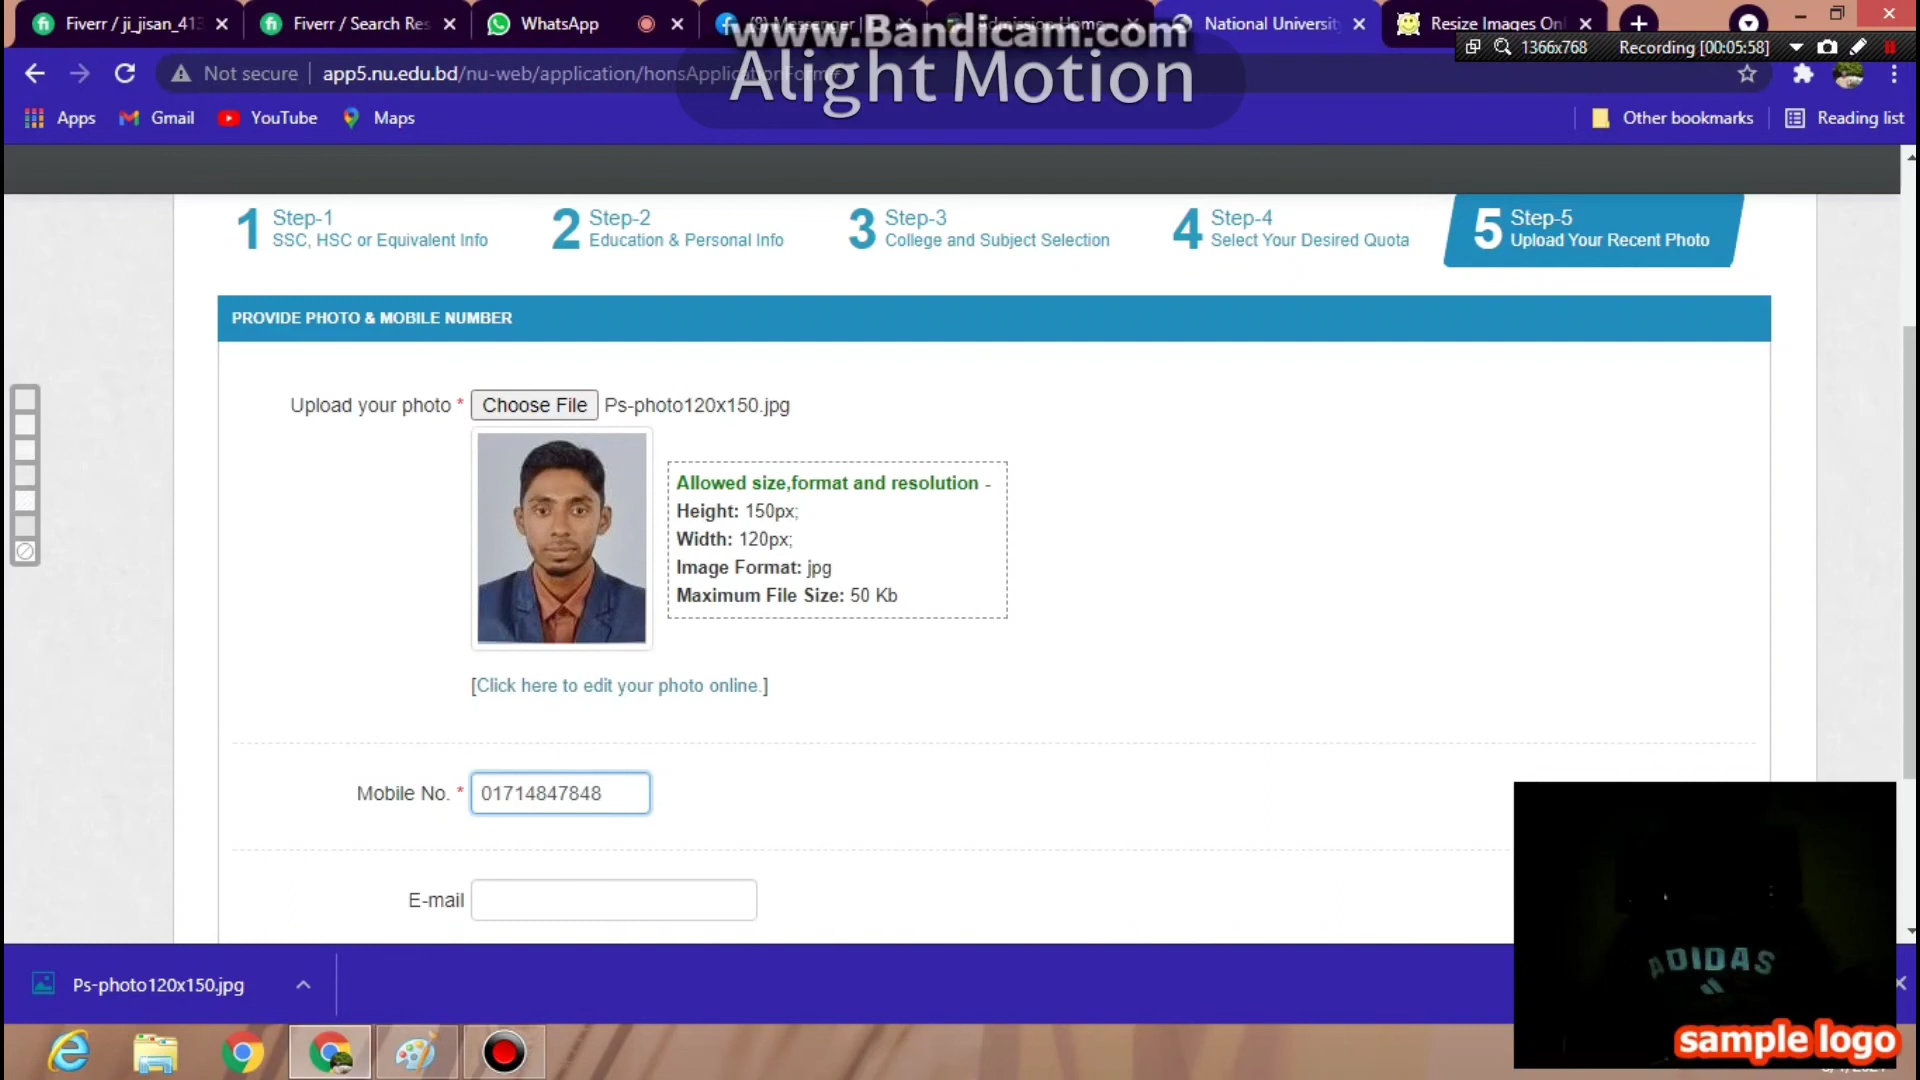 Fiverr / ji_jisan_413
Fiverr / Search Res
WhatsApp
National Universit
Resize Images Onl
www.Bandicam.com
Alight Motion
1366x768
Recording [00:05:58]
Not secure
app5.nu.edu.bd/nu-web/application/honsApplicationForm
Apps
Gmail
YouTube
Maps
Other bookmarks
Reading list
1 Step-1
SSC, HSC or Equivalent Info
2 Step-2
Education & Personal Info
3 Step-3
College and Subject Selection
4 Step-4
Select Your Desired Quota
5 Step-5
Upload Your Recent Photo
PROVIDE PHOTO & MOBILE NUMBER
Upload your photo * Choose File Ps-photo120x150.jpg
Allowed size,format and resolution -
Height: 150px;
Width: 120px;
Image Format: jpg
Maximum File Size: 50 Kb
[Click here to edit your photo online.]
Mobile No. * 01714847848
E-mail
ADIDAS
Ps-photo120x150.jpg
sample logo